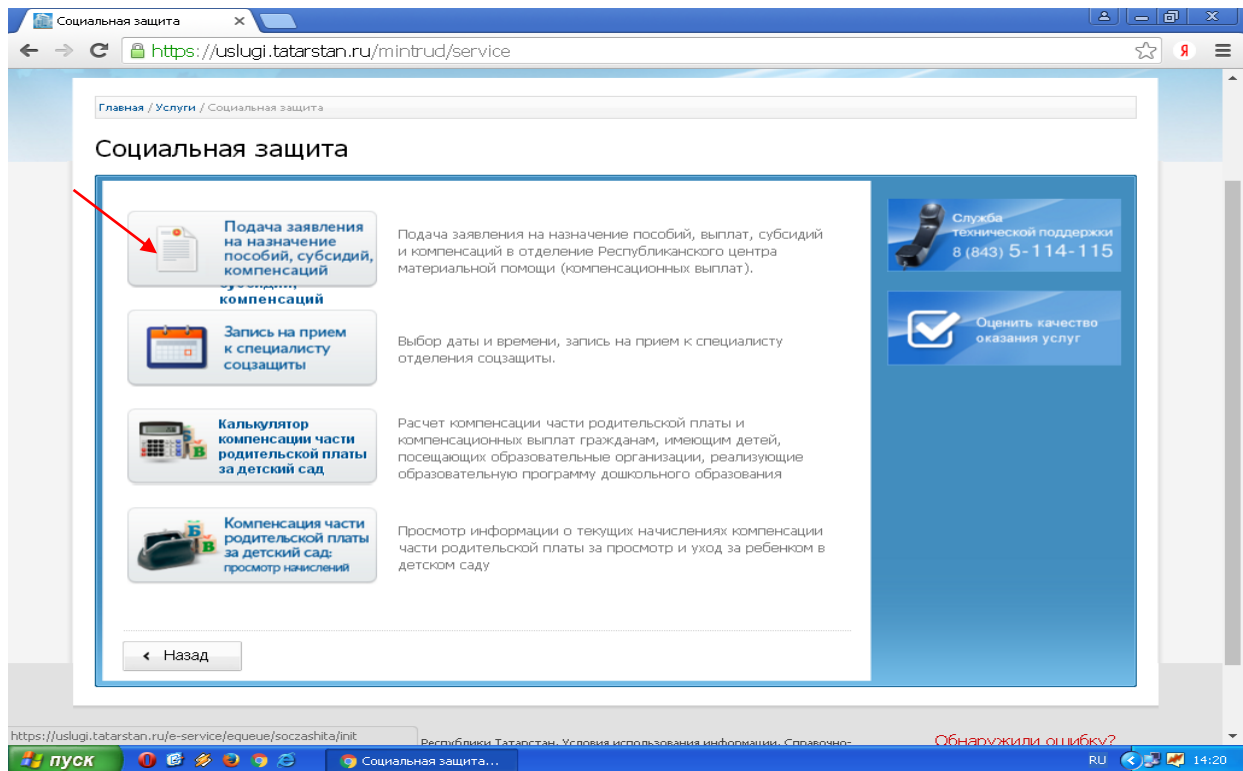 Социальная защита
https://uslugi.tatarstan.ru/mintrud/service
Я
Главная / Услуги / Социальная защита
Социальная защита
Подача заявления
на назначение
пособий, субсидий,
компенсаций
компенсаций
Подача заявления на назначение пособий, выплат, субсидий
и компенсаций в отделение Республиканского центра
материальной помощи (компенсационных выплат).
Запись на прием
к специалисту
соцзащиты
Выбор даты и времени, запись на прием к специалисту
отделения соцзащиты.
Калькулятор
компенсации части
родительской платы
за детский сад
Расчет компенсации части родительской платы и
компенсационных выплат гражданам, имеющим детей,
посещающих образовательные организации, реализующие
образовательную программу дошкольного образования
Компенсация части
родительской платы
за детский сад:
просмотр начислений
Просмотр информации о текущих начислениях компенсации
части родительской платы за просмотр и уход за ребенком в
детском саду
Назад
Служба
технической поддержки
8 (843) 5-114-115
Оценить качество
оказания услуг
https://uslugi.tatarstan.ru/e-service/equeue/soczashita/init
Республики Татарстан. Условия использования информации. Справочно-
Обнаружили ошибку?
пуск
Социальная защита...
RU
14:20